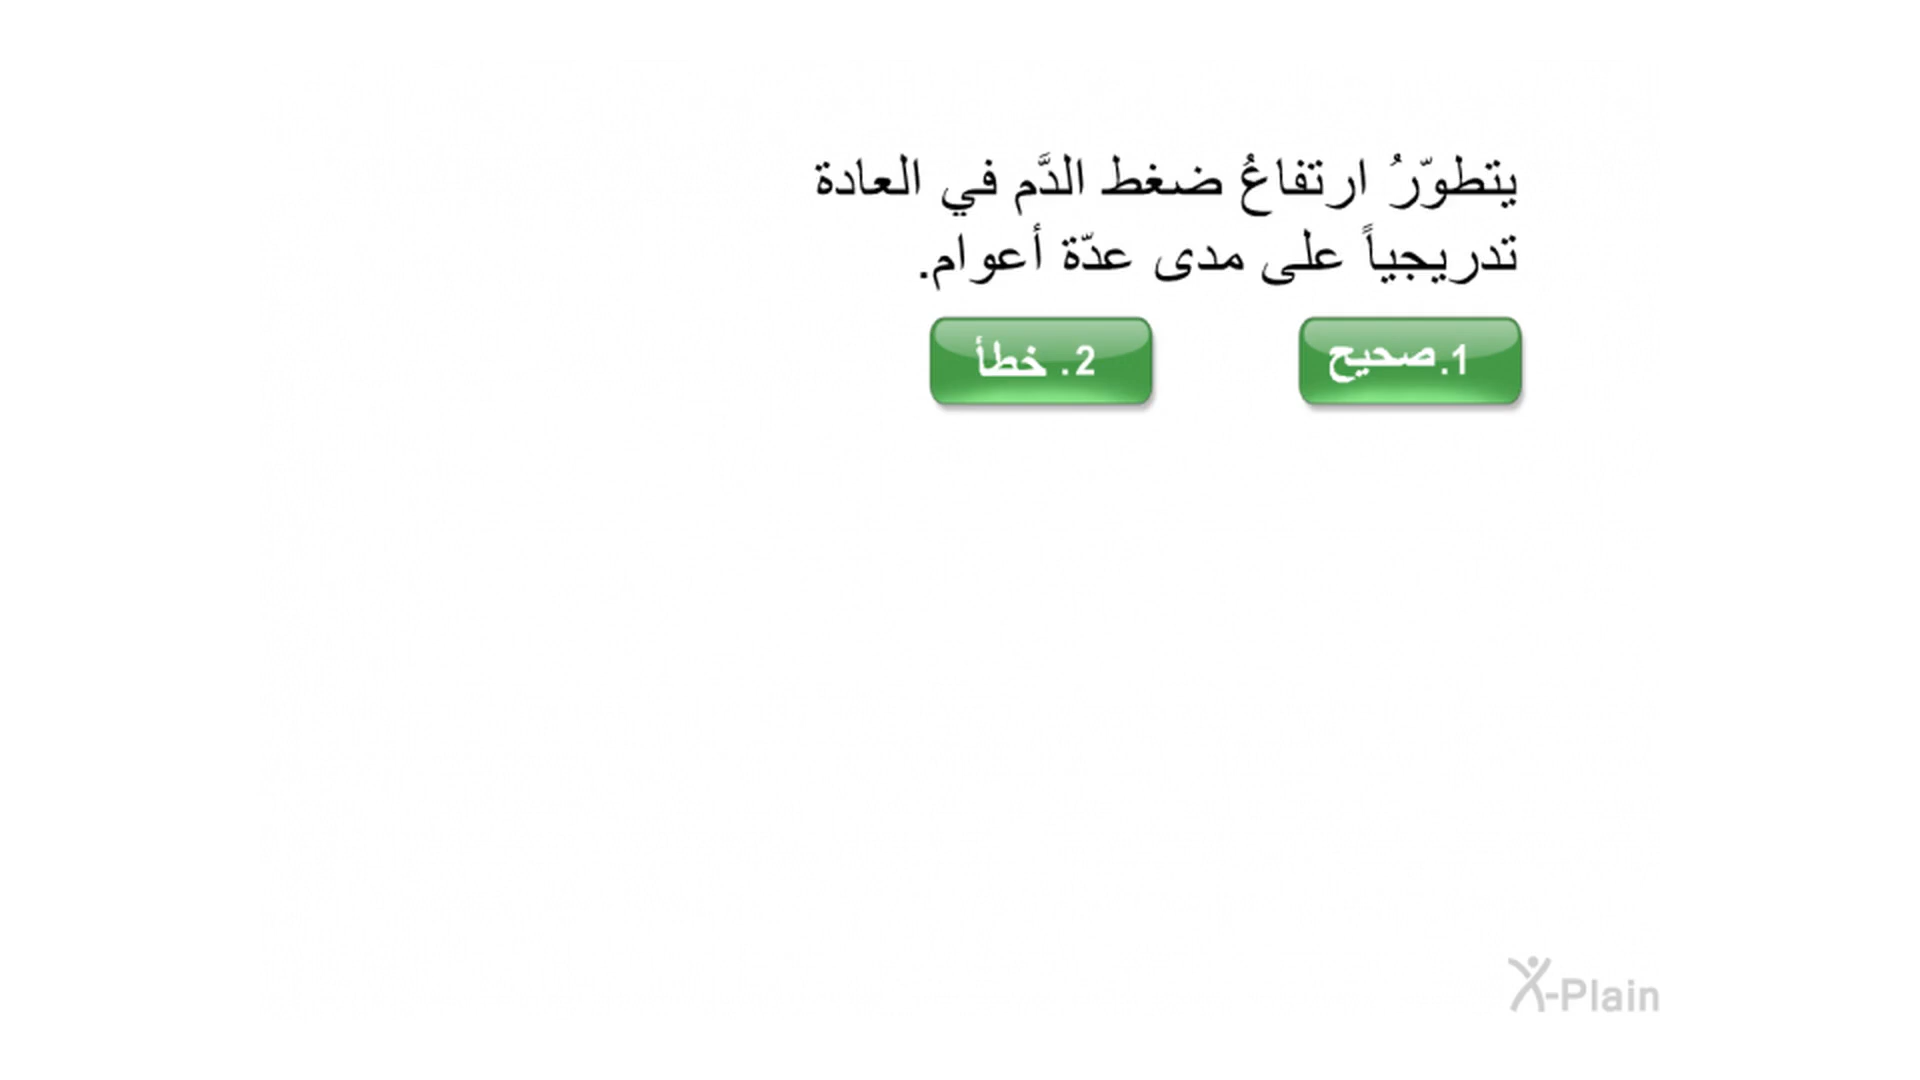 يتطوّرُ ارتفاعُ ضغط الدَّم في العادة
تدريجياً على مدى عدّة أعوام.
1. صحيح
2. خطأ
X-Plain